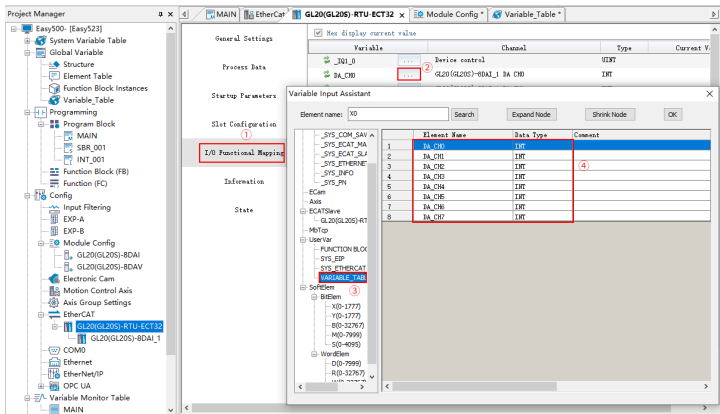 Project Manager
MAIN
EtherCat*
GL20(GL20S)-RTU-ECT32
Module Config *
Variable_Table *
Easy500- [Easy523]
System Variable Table
Global Variable
Structure
Element Table
Function Block Instances
Variable_Table
Programming
Program Block
MAIN
SBR_001
INT_001
Function Block (FB)
Function (FC)
Config
Input Filtering
EXP-A
EXP-B
Module Config
GL20(GL20S)-8DAI
GL20(GL20S)-8DAV
Electronic Cam
Motion Control Axis
Axis Group Settings
EtherCAT
GL20(GL20S)-RTU-ECT32
GL20(GL20S)-8DAI_1
COM0
Ethernet
EtherNet/IP
OPC UA
Variable Monitor Table
MAIN
General Settings
Process Data
Startup Parameters
Slot Configuration
①
I/O Functional Mapping
Information
State
Hex display current value
Variable Channel Type Current V
_IQ1_0 ... Device control UINT
②
DA_CH0 ... GL20(GL20S)-8DAI_1 DA CH0 INT
Variable Input Assistant
Element name: X0 Search Expand Node Shrink Node OK
_SYS_COM_SAV
_SYS_ECAT_MA
_SYS_ECAT_SLA
_SYS_ETHERNET
_SYS_INFO
_SYS_PN
ECam
Axis
ECATSlave
GL20(GL20S)-RT
MbTcp
UserVar
FUNCTION BLOC
SYS_EIP
SYS_ETHERCAT
VARIABLE_TABL
③
SoftElem
BitElem
X(0-1777)
Y(0-1777)
B(0-32767)
M(0-7999)
S(0-4095)
WordElem
D(0-7999)
R(0-32767)
Element Name Data Type Comment
1 DA_CH0 INT
2 DA_CH1 INT
3 DA_CH2 INT
④
4 DA_CH3 INT
5 DA_CH4 INT
6 DA_CH5 INT
7 DA_CH6 INT
8 DA_CH7 INT